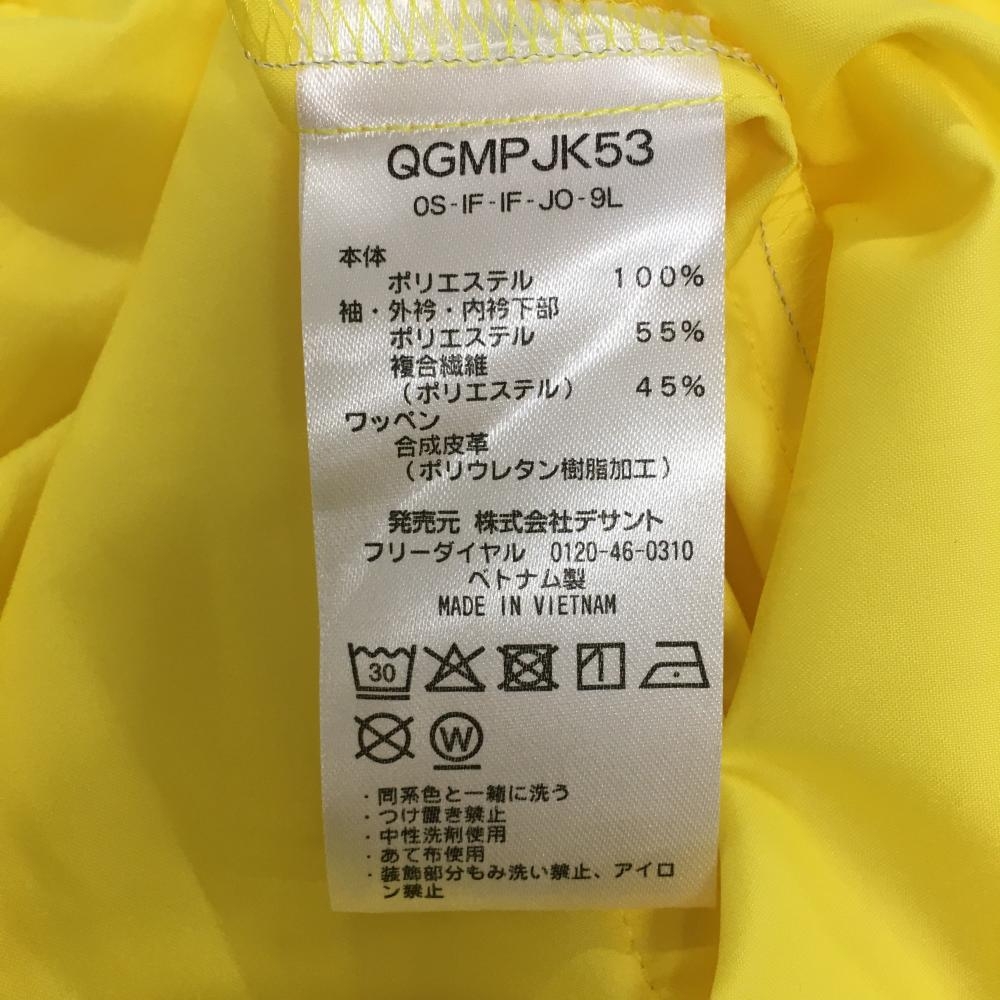 QGMPJK53
0S-IF-IF-JO-9L
本体
ポリエステル 100%
袖・外衿・内衿下部
ポリエステル 55%
複合繊維
(ポリエステル) 45%
ワッペン
合成皮革
(ポリウレタン樹脂加工)
発売元 株式会社デサント
フリーダイヤル 0120-46-0310
ベトナム製
MADE IN VIETNAM
30
W
・同系色と一緒に洗う
・つけ置き禁止
・中性洗剤使用
・あて布使用
・装飾部分もみ洗い禁止、アイロ
ン禁止